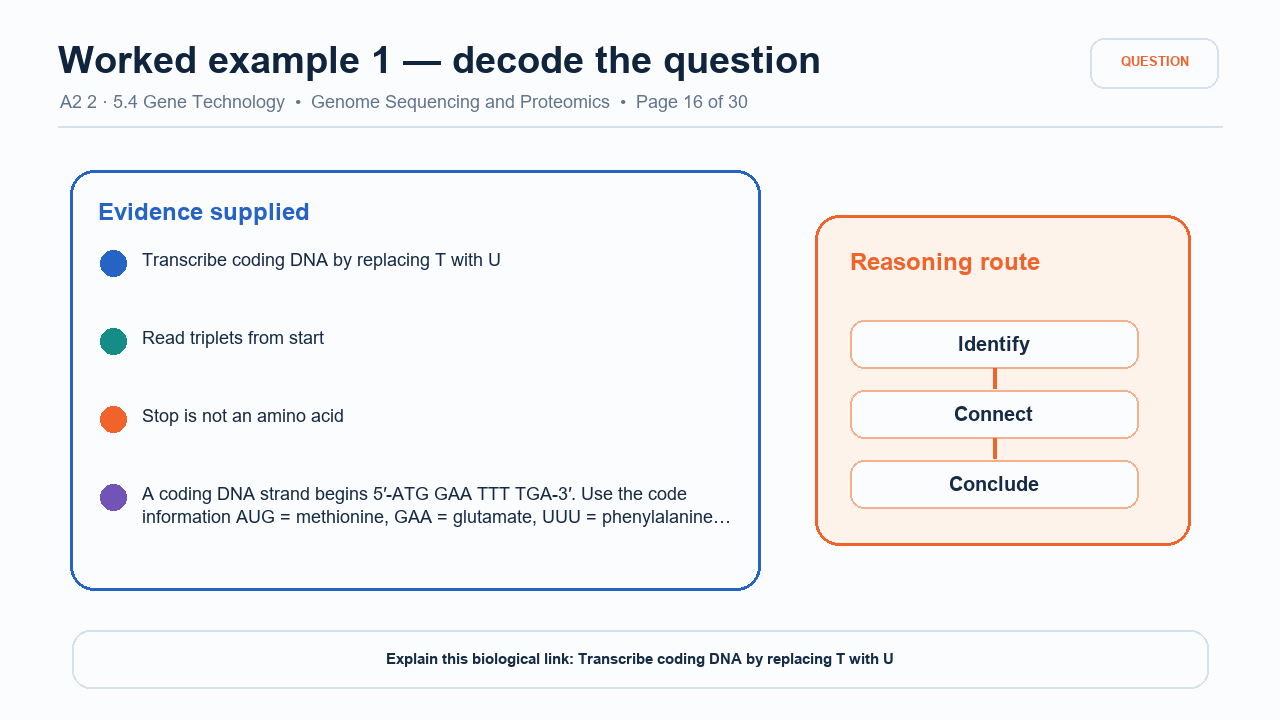 Worked example 1 — decode the question
QUESTION
A2 2 · 5.4 Gene Technology • Genome Sequencing and Proteomics • Page 16 of 30
Evidence supplied
Transcribe coding DNA by replacing T with U
Read triplets from start
Stop is not an amino acid
A coding DNA strand begins 5′-ATG GAA TTT TGA-3′. Use the code
information AUG = methionine, GAA = glutamate, UUU = phenylalanine…
Reasoning route
Identify
Connect
Conclude
Explain this biological link: Transcribe coding DNA by replacing T with U